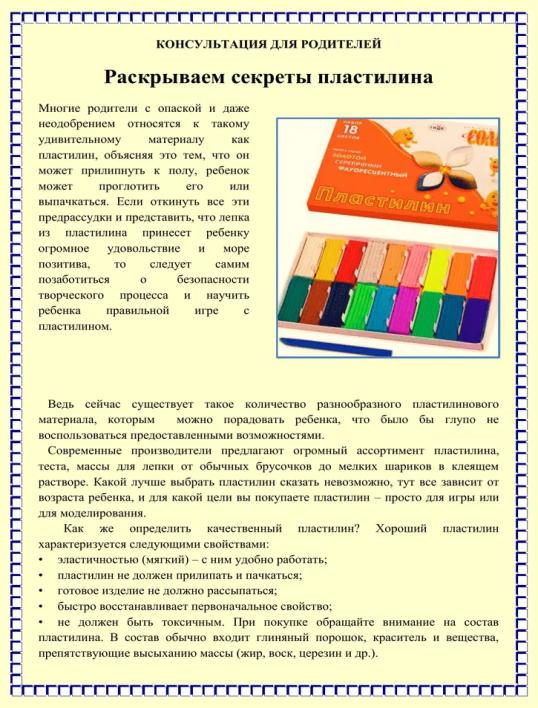 КОНСУЛЬТАЦИЯ ДЛЯ РОДИТЕЛЕЙ
Раскрываем секреты пластилина
Многие родители с опаской и даже
неодобрением относятся к такому
удивительному материалу как
пластилин, объясняя это тем, что он
может прилипнуть к полу, ребенок
может проглотить его или
выпачкаться. Если откинуть все эти
предрассудки и представить, что лепка
из пластилина принесет ребенку
огромное удовольствие и море
позитива, то следует самим
позаботиться о безопасности
творческого процесса и научить
ребенка правильной игре с
пластилином.
НАБОР
18
ЦВЕТОВ
ГАММА
ЗОЛОТОЙ
СЕРЕБРЯНЫЙ
ФЛУОРЕСЦЕНТНЫЙ
Пластилин
Ведь сейчас существует такое количество разнообразного пластилинового
материала, которым можно порадовать ребенка, что было бы глупо не
воспользоваться предоставленными возможностями.
Современные производители предлагают огромный ассортимент пластилина,
теста, массы для лепки от обычных брусочков до мелких шариков в клеящем
растворе. Какой лучше выбрать пластилин сказать невозможно, тут все зависит от
возраста ребенка, и для какой цели вы покупаете пластилин – просто для игры или
для моделирования.
Как же определить качественный пластилин? Хороший пластилин
характеризуется следующими свойствами:
• эластичностью (мягкий) – с ним удобно работать;
• пластилин не должен прилипать и пачкаться;
• готовое изделие не должно рассыпаться;
• быстро восстанавливает первоначальное свойство;
• не должен быть токсичным. При покупке обращайте внимание на состав
пластилина. В состав обычно входит глиняный порошок, краситель и вещества,
препятствующие высыханию массы (жир, воск, церезин и др.).